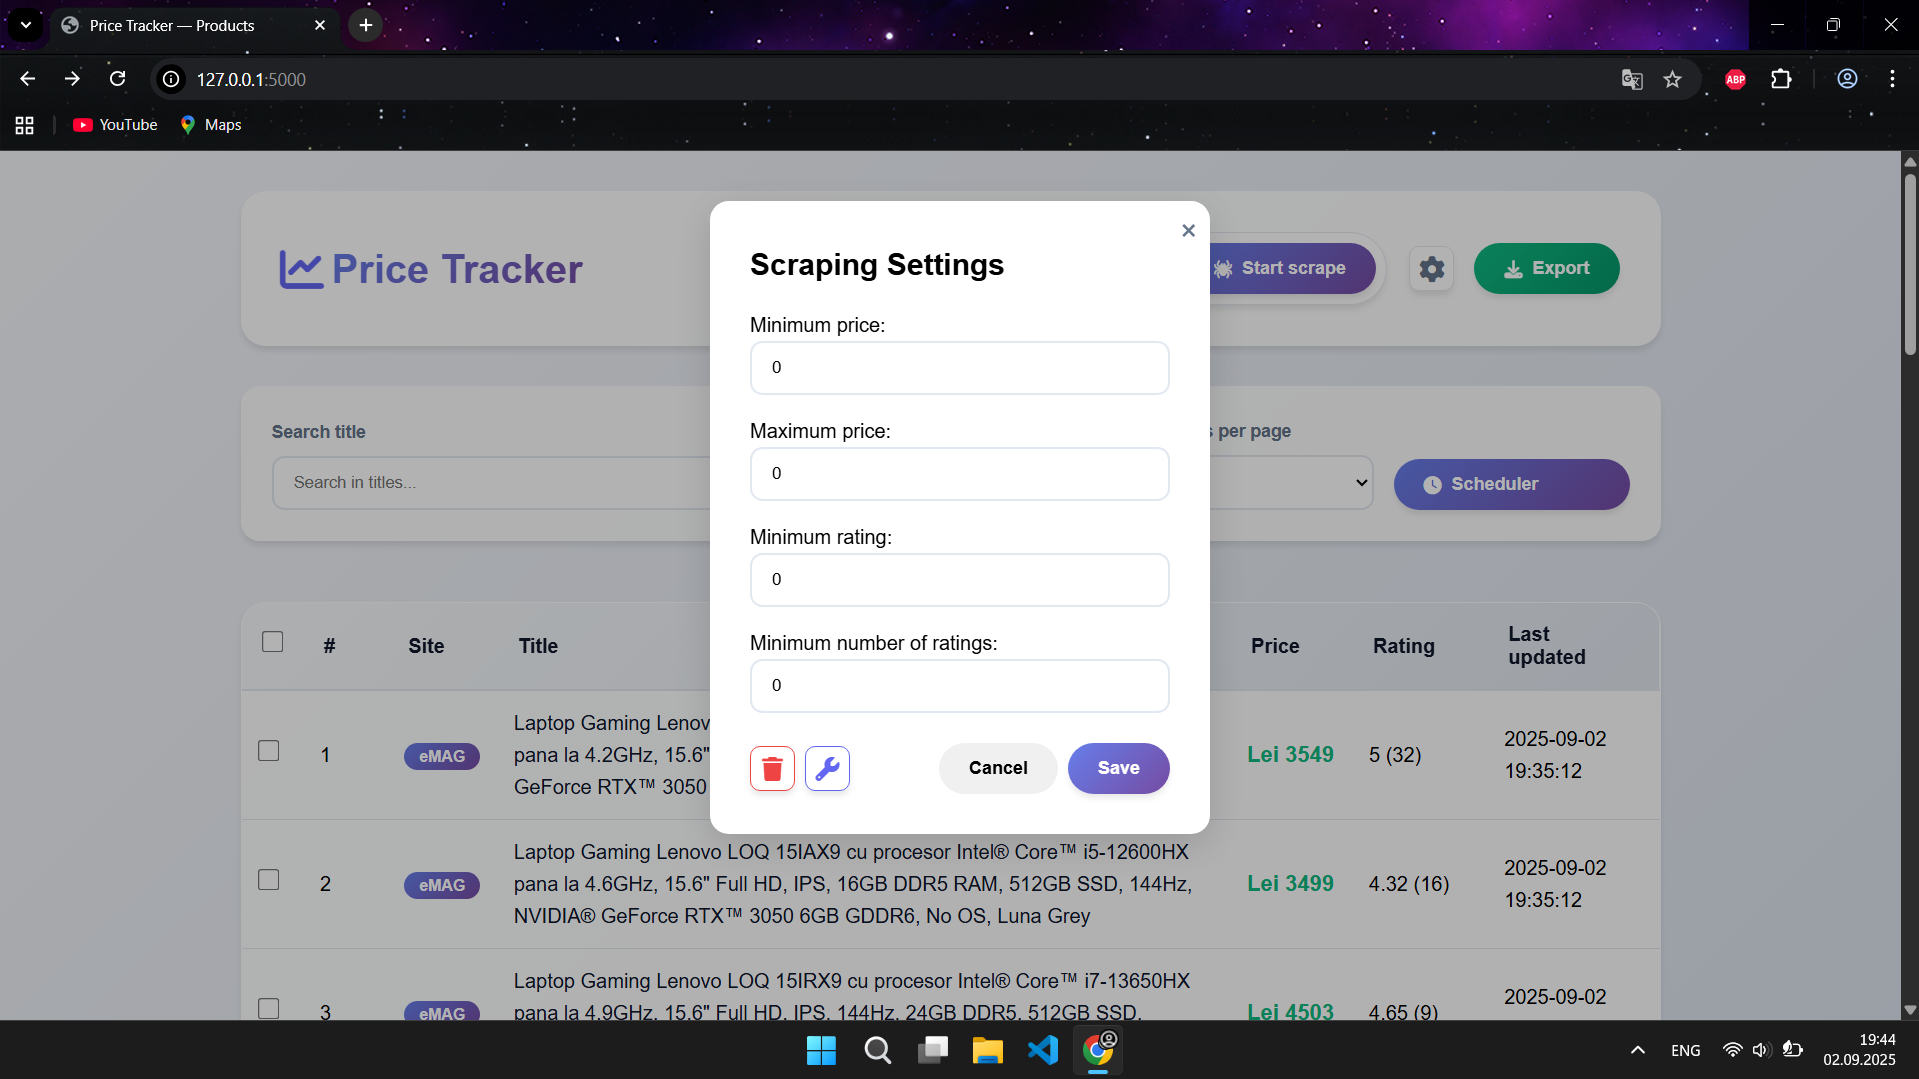 Price Tracker — Products
127.0.0.1:5000
ABP
YouTube
Maps
Price Tracker
Start scrape
Export
Search title
Search in titles...
per page
Scheduler
Scraping Settings
Minimum price:
0
Maximum price:
0
Minimum rating:
0
Minimum number of ratings:
0
Cancel
Save
# Site Title Price Rating Last
updated
1 eMAG
Laptop Gaming Lenov
pana la 4.2GHz, 15.6"
GeForce RTX™ 3050
Lei 3549 5 (32)
2025-09-02
19:35:12
2 eMAG
Laptop Gaming Lenovo LOQ 15IAX9 cu procesor Intel® Core™ i5-12600HX
pana la 4.6GHz, 15.6" Full HD, IPS, 16GB DDR5 RAM, 512GB SSD, 144Hz,
NVIDIA® GeForce RTX™ 3050 6GB GDDR6, No OS, Luna Grey
Lei 3499 4.32 (16)
2025-09-02
19:35:12
3 eMAG
Laptop Gaming Lenovo LOQ 15IRX9 cu procesor Intel® Core™ i7-13650HX
pana la 4.9GHz, 15.6" Full HD, IPS, 144Hz, 24GB DDR5, 512GB SSD,
Lei 4503 4.65 (9)
2025-09-02
ENG
19:44
02.09.2025